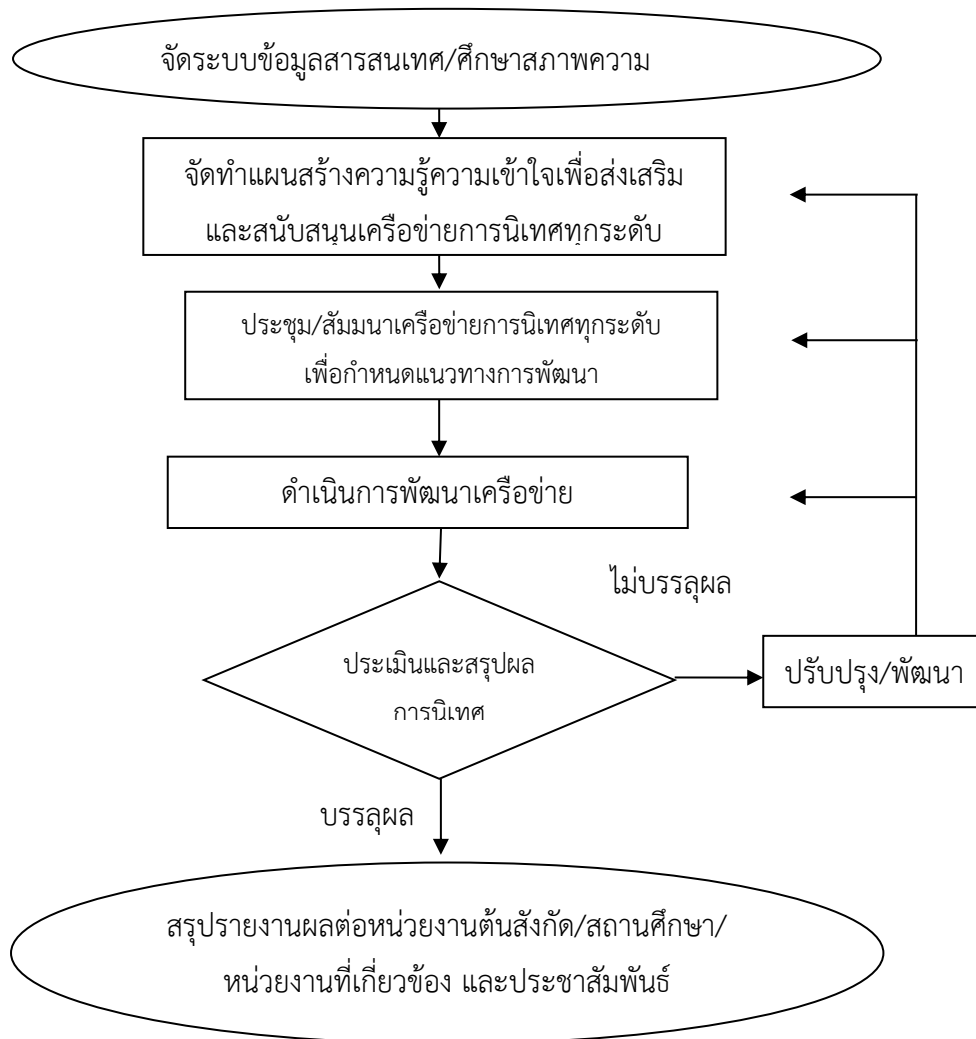 จัดระบบข้อมูลสารสนเทศ/ศึกษาสภาพความ
จัดทำแผนสร้างความรู้ความเข้าใจเพื่อส่งเสริม
และสนับสนุนเครือข่ายการนิเทศทุกระดับ
ประชุม/สัมมนาเครือข่ายการนิเทศทุกระดับ
เพื่อกำหนดแนวทางการพัฒนา
ดำเนินการพัฒนาเครือข่าย
ไม่บรรลุผล
ประเมินและสรุปผล
การนิเทศ
ปรับปรุง/พัฒนา
บรรลุผล
สรุปรายงานผลต่อหน่วยงานต้นสังกัด/สถานศึกษา/
หน่วยงานที่เกี่ยวข้อง และประชาสัมพันธ์